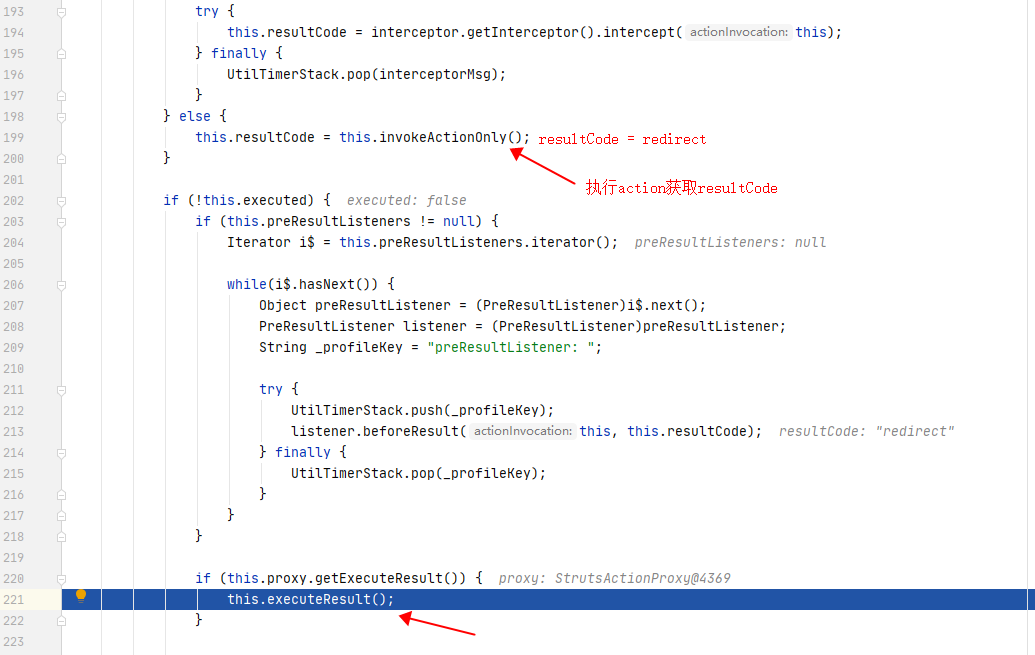 193 try {
194 this.resultCode = interceptor.getInterceptor().intercept( actionInvocation: this);
195 } finally {
196 UtilTimerStack.pop(interceptorMsg);
197 }
198 } else {
199 this.resultCode = this.invokeActionOnly(); resultCode = redirect
200 }
执行action获取resultCode
201
202 if (!this.executed) { executed: false
203 if (this.preResultListeners != null) {
204 Iterator i$ = this.preResultListeners.iterator(); preResultListeners: null
205
206 while(i$.hasNext()) {
207 Object preResultListener = (PreResultListener)i$.next();
208 PreResultListener listener = (PreResultListener)preResultListener;
209 String _profileKey = "preResultListener: ";
210
211 try {
212 UtilTimerStack.push(_profileKey);
213 listener.beforeResult( actionInvocation: this, this.resultCode); resultCode: "redirect"
214 } finally {
215 UtilTimerStack.pop(_profileKey);
216 }
217 }
218 }
219
220 if (this.proxy.getExecuteResult()) { proxy: StrutsActionProxy@4369
221 this.executeResult();
222 }
223